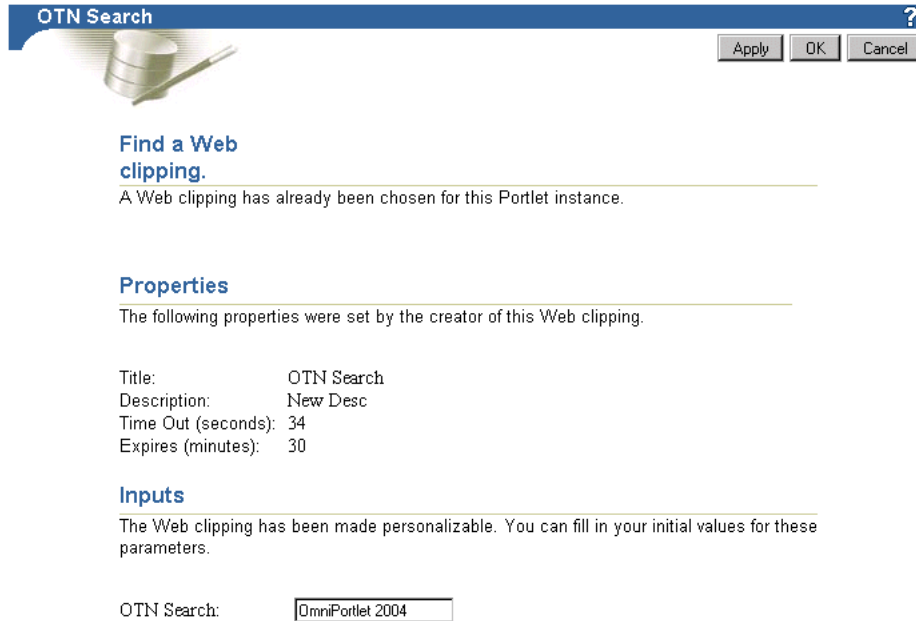 OTN Search
?
Apply OK Cancel
Find a Web
clipping.
A Web clipping has already been chosen for this Portlet instance.
Properties
The following properties were set by the creator of this Web clipping.
Title: OTN Search
Description: New Desc
Time Out (seconds): 34
Expires (minutes): 30
Inputs
The Web clipping has been made personalizable. You can fill in your initial values for these
parameters.
OTN Search: OmniPortlet 2004